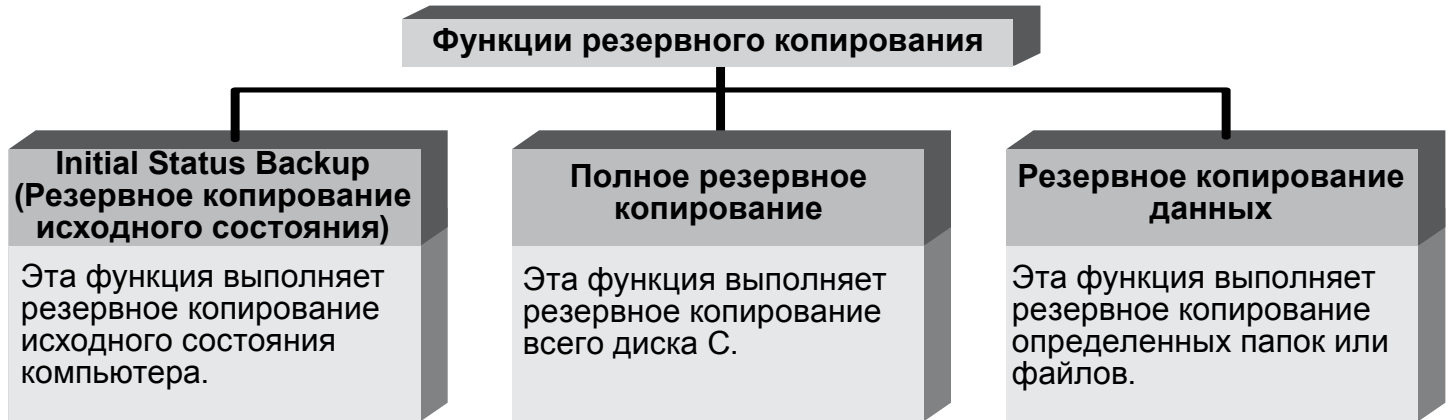 Функции резервного копирования
Initial Status Backup
(Резервное копирование
исходного состояния)
Эта функция выполняет
резервное копирование
исходного состояния
компьютера.
Полное резервное
копирование
Эта функция выполняет
резервное копирование
всего диска C.
Резервное копирование
данных
Эта функция выполняет
резервное копирование
определенных папок или
файлов.